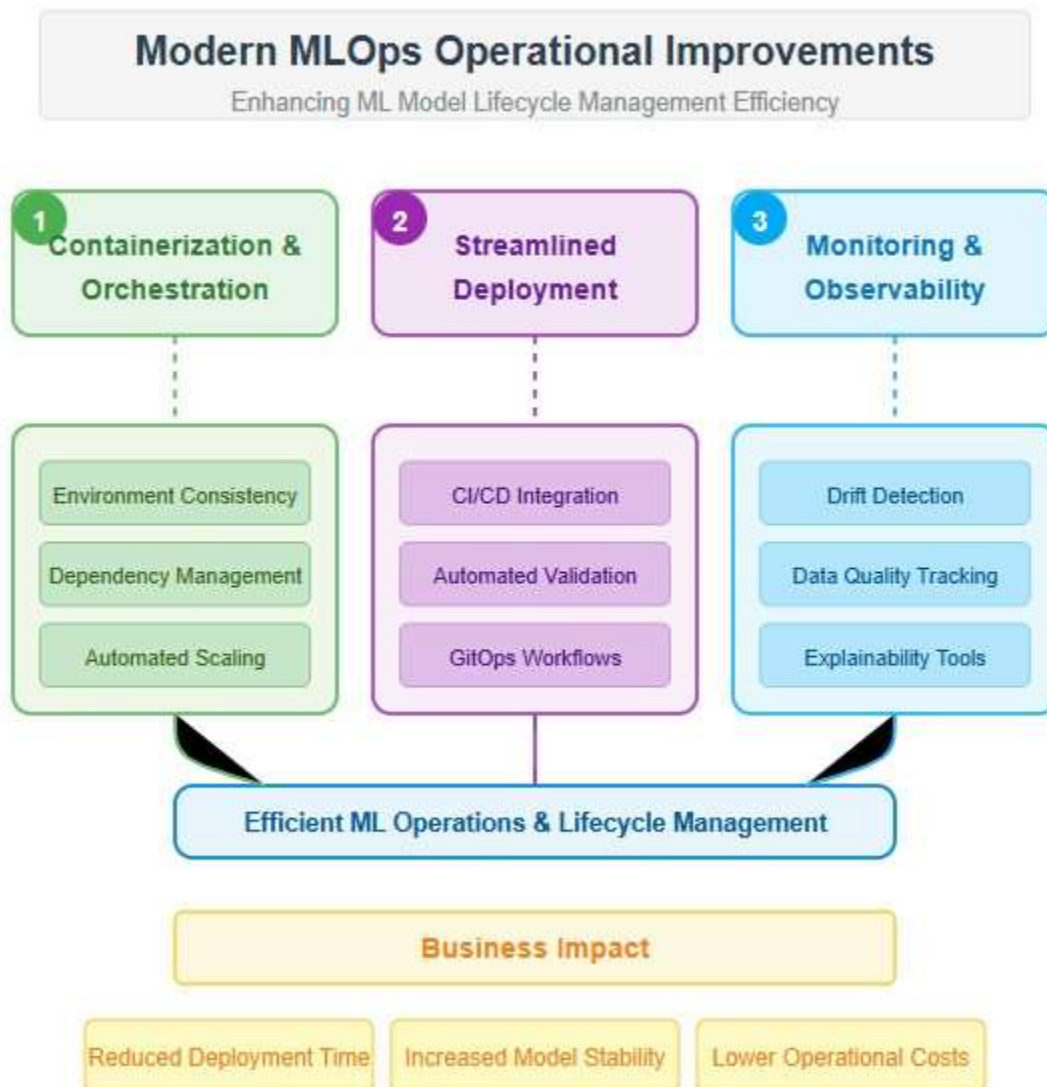 Modern MLOps Operational Improvements
Enhancing ML Model Lifecycle Management Efficiency
1
Containerization &
Orchestration
2
Streamlined
Deployment
3
Monitoring &
Observability
Environment Consistency
Dependency Management
Automated Scaling
CI/CD Integration
Automated Validation
GitOps Workflows
Drift Detection
Data Quality Tracking
Explainability Tools
Efficient ML Operations & Lifecycle Management
Business Impact
Reduced Deployment Time
Increased Model Stability
Lower Operational Costs